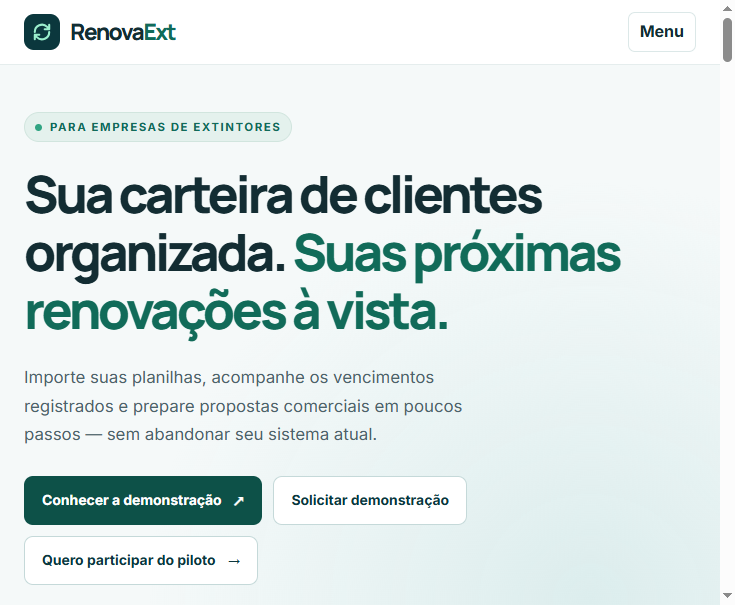 RenovaExt
Menu
PARA EMPRESAS DE EXTINTORES
Sua carteira de clientes
organizada. Suas próximas
renovações à vista.
Importe suas planilhas, acompanhe os vencimentos
registrados e prepare propostas comerciais em poucos
passos — sem abandonar seu sistema atual.
Conhecer a demonstração ↗
Solicitar demonstração
Quero participar do piloto →